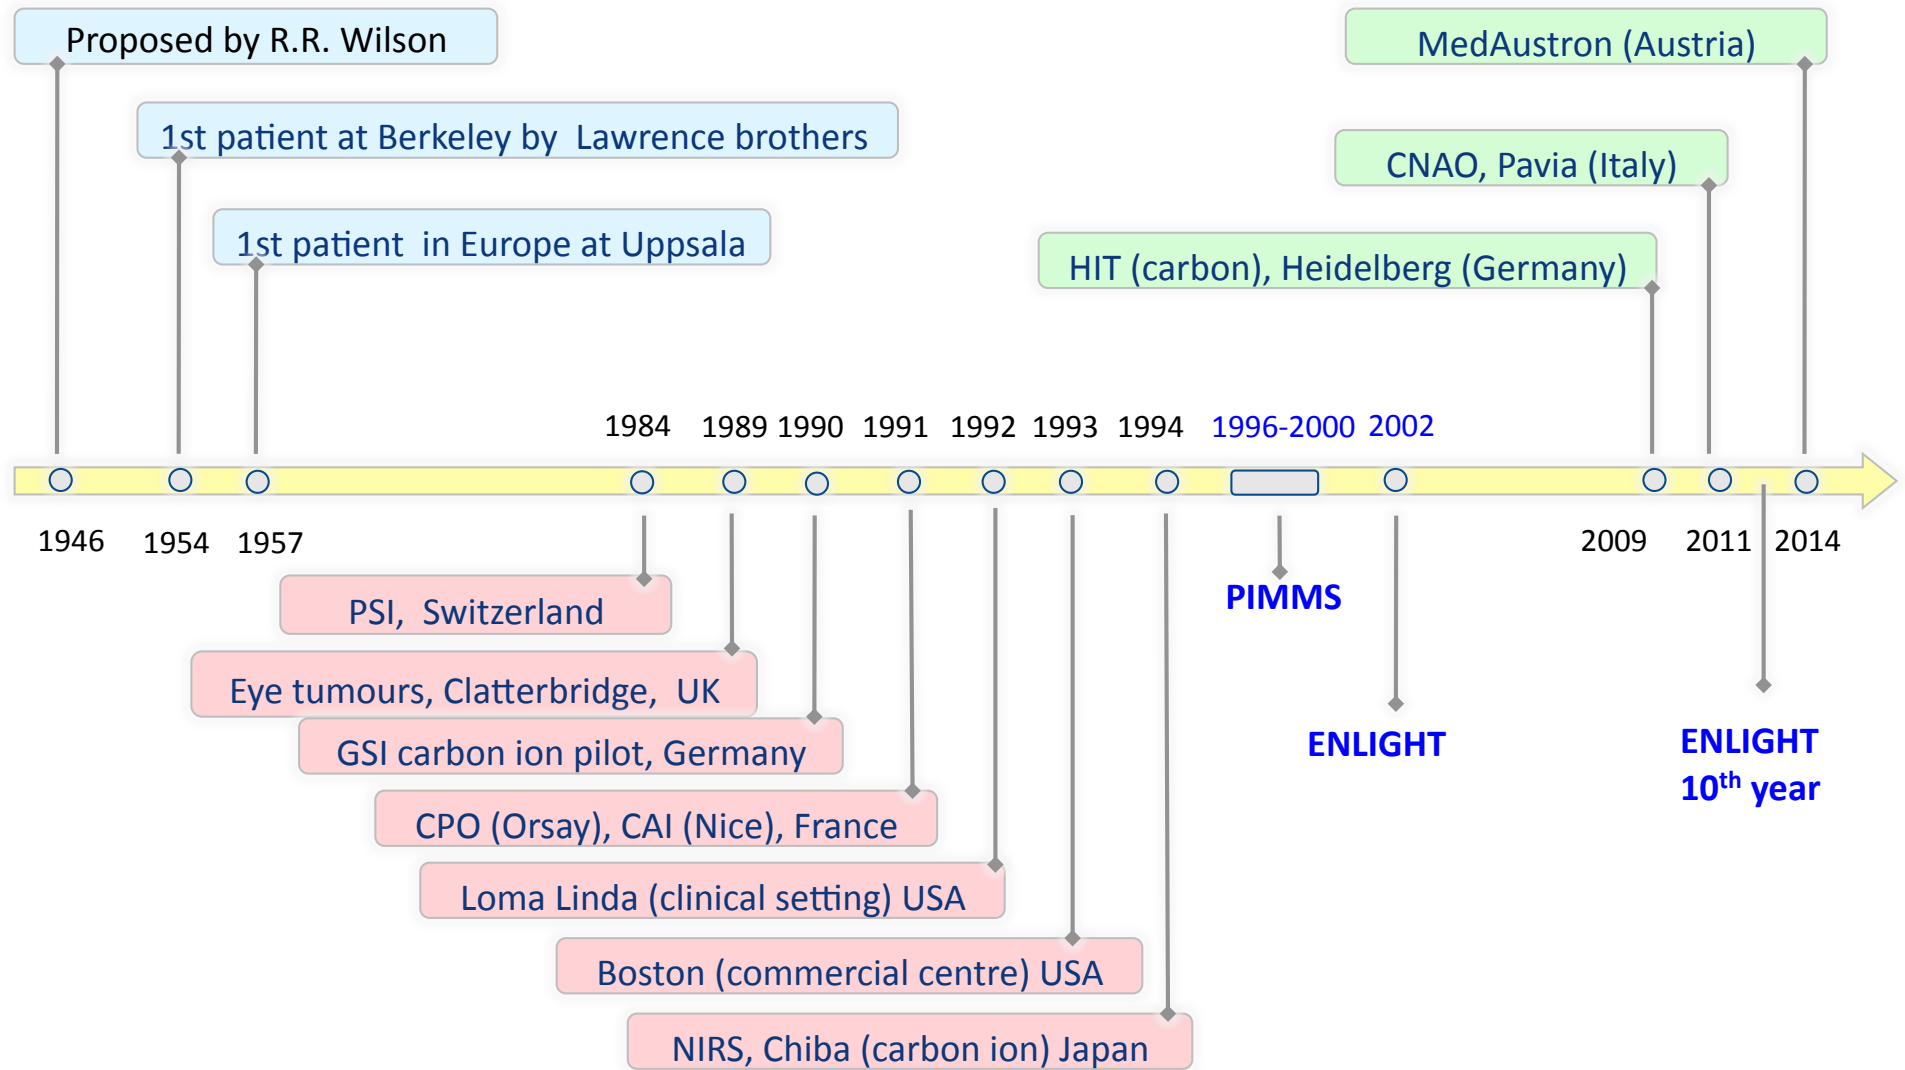 Proposed by R.R. Wilson
MedAustron (Austria)
1st patient at Berkeley by Lawrence brothers
CNAO, Pavia (Italy)
1st patient in Europe at Uppsala
HIT (carbon), Heidelberg (Germany)
1984 1989 1990 1991 1992 1993 1994 1996-2000 2002
1946 1954 1957 2009 2011 2014
PSI, Switzerland
PIMMS
Eye tumours, Clatterbridge, UK
GSI carbon ion pilot, Germany
ENLIGHT
ENLIGHT
10th year
CPO (Orsay), CAI (Nice), France
Loma Linda (clinical setting) USA
Boston (commercial centre) USA
NIRS, Chiba (carbon ion) Japan